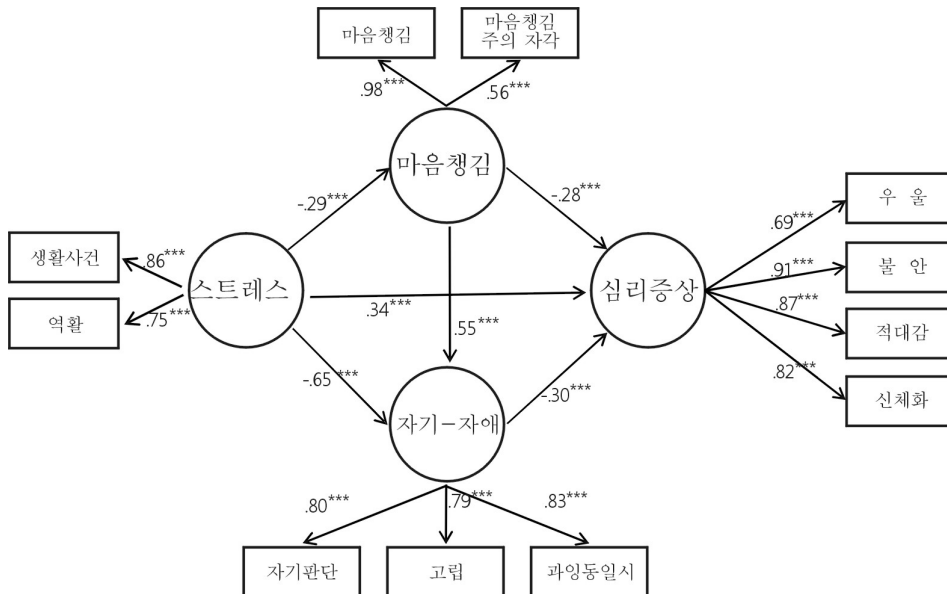 마음챙김
마음챙김
주의 자각
.98***
.56***
마음챙김
-.29***
-.28***
우 울
.69***
생활사건
.86***
불 안
.91***
스트레스
심리증상
.34***
.87***
역활
.75***
적대감
.55***
.82***
-.65 ***
-.30***
신체화
자기-자애
.80***
.79***
.83***
자기판단
고립
과잉동일시